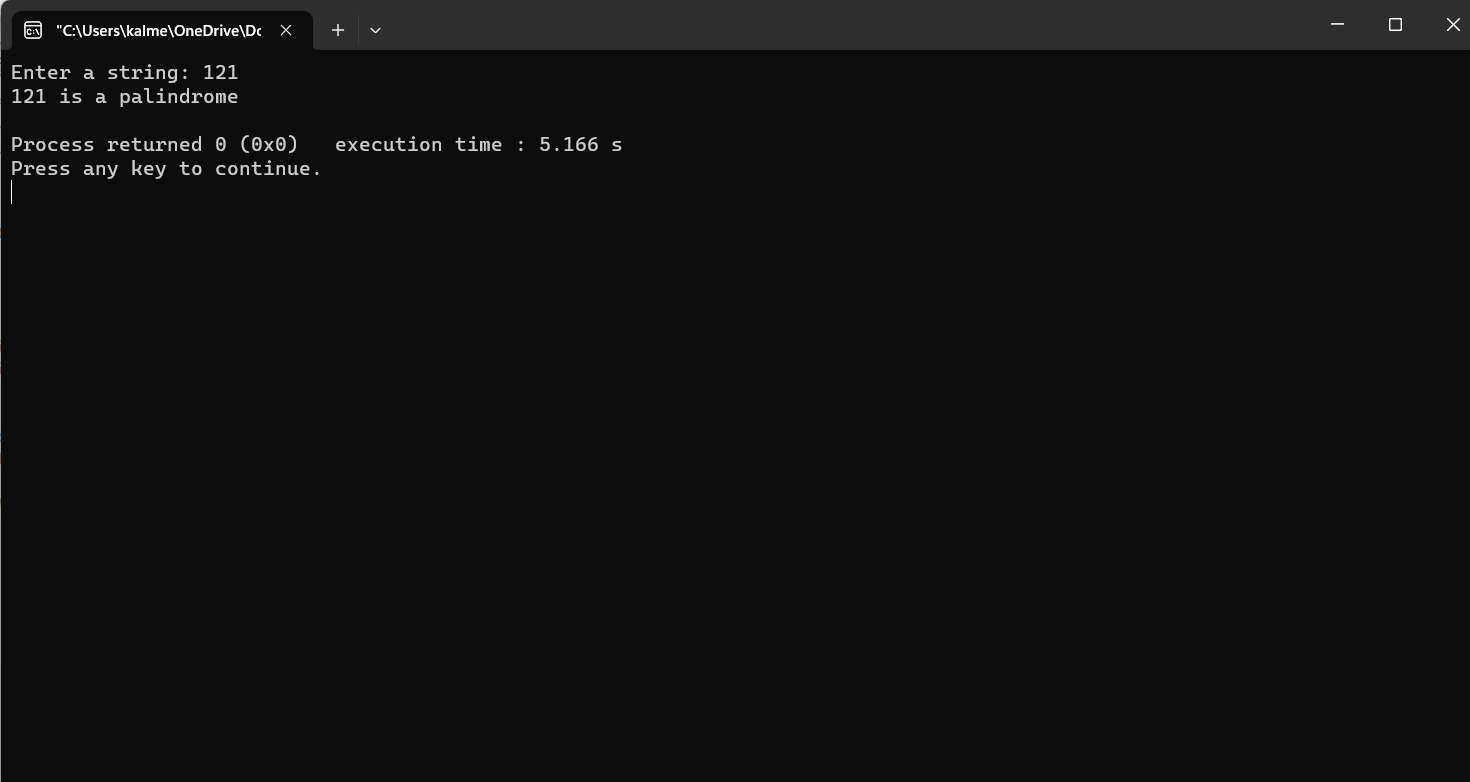 "C:\Users\kalme\OneDrive\Dc
Enter a string: 121
121 is a palindrome
Process returned 0 (0x0)   execution time : 5.166 s
Press any key to continue.